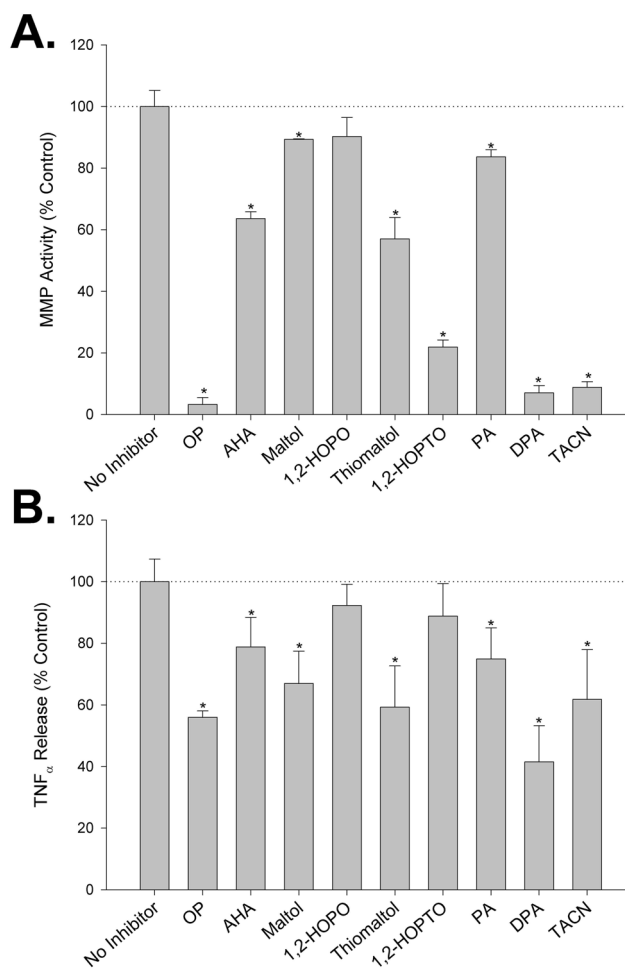 A.
MMP Activity (% Control)
120
100
80
60
40
20
0
* * * * * * * *
No Inhibitor
OP
AHA
Maltol
1,2-HOPO
Thiomaltol
1,2-HOPTO
PA
DPA
TACN
B.
TNFα Release (% Control)
120
100
80
60
40
20
0
* * * * * * *
No Inhibitor
OP
AHA
Maltol
1,2-HOPO
Thiomaltol
1,2-HOPTO
PA
DPA
TACN